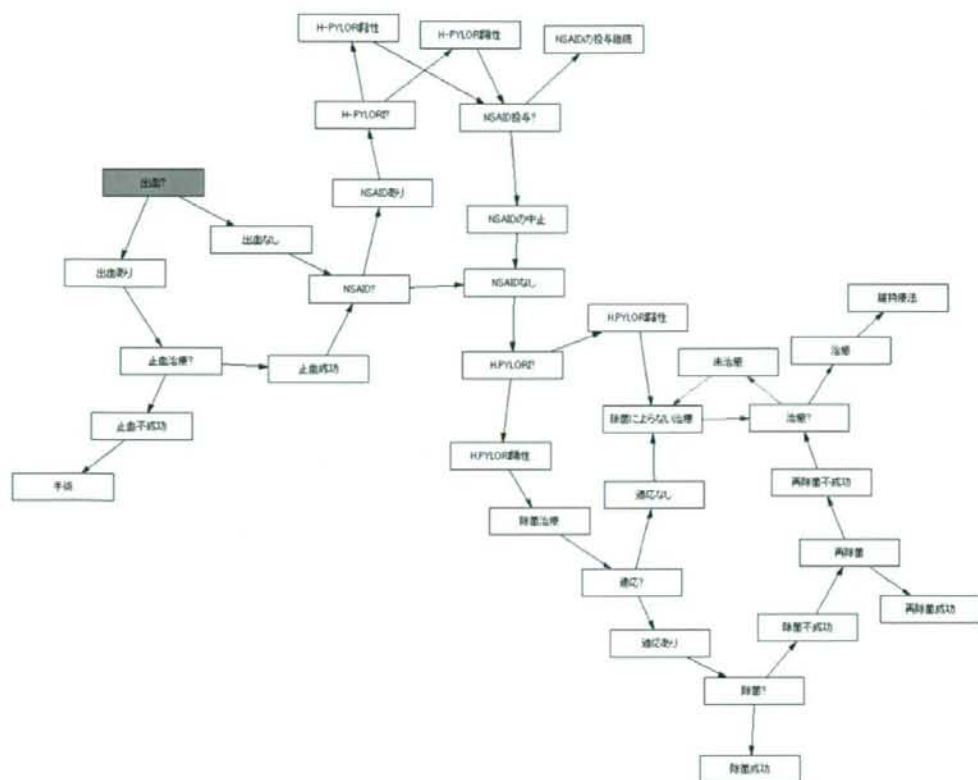 H-PYLORI陽性
H-PYLORI陽性
NSAIDの投与継続
H-PYLORI?
NSAID投与?
出血?
NSAIDあり
NSAIDの中止
出血なし
出血あり
NSAID?
NSAIDなし
維持療法
H.PYLORI陰性
止血治療?
止血成功
H.PYLORI?
未治癒
治癒
止血不成功
除菌によらない治療
治癒?
H.PYLORI陽性
手術
適応なし
再除菌不成功
除菌治療
再除菌
適応?
再除菌成功
除菌不成功
適応あり
除菌?
除菌成功